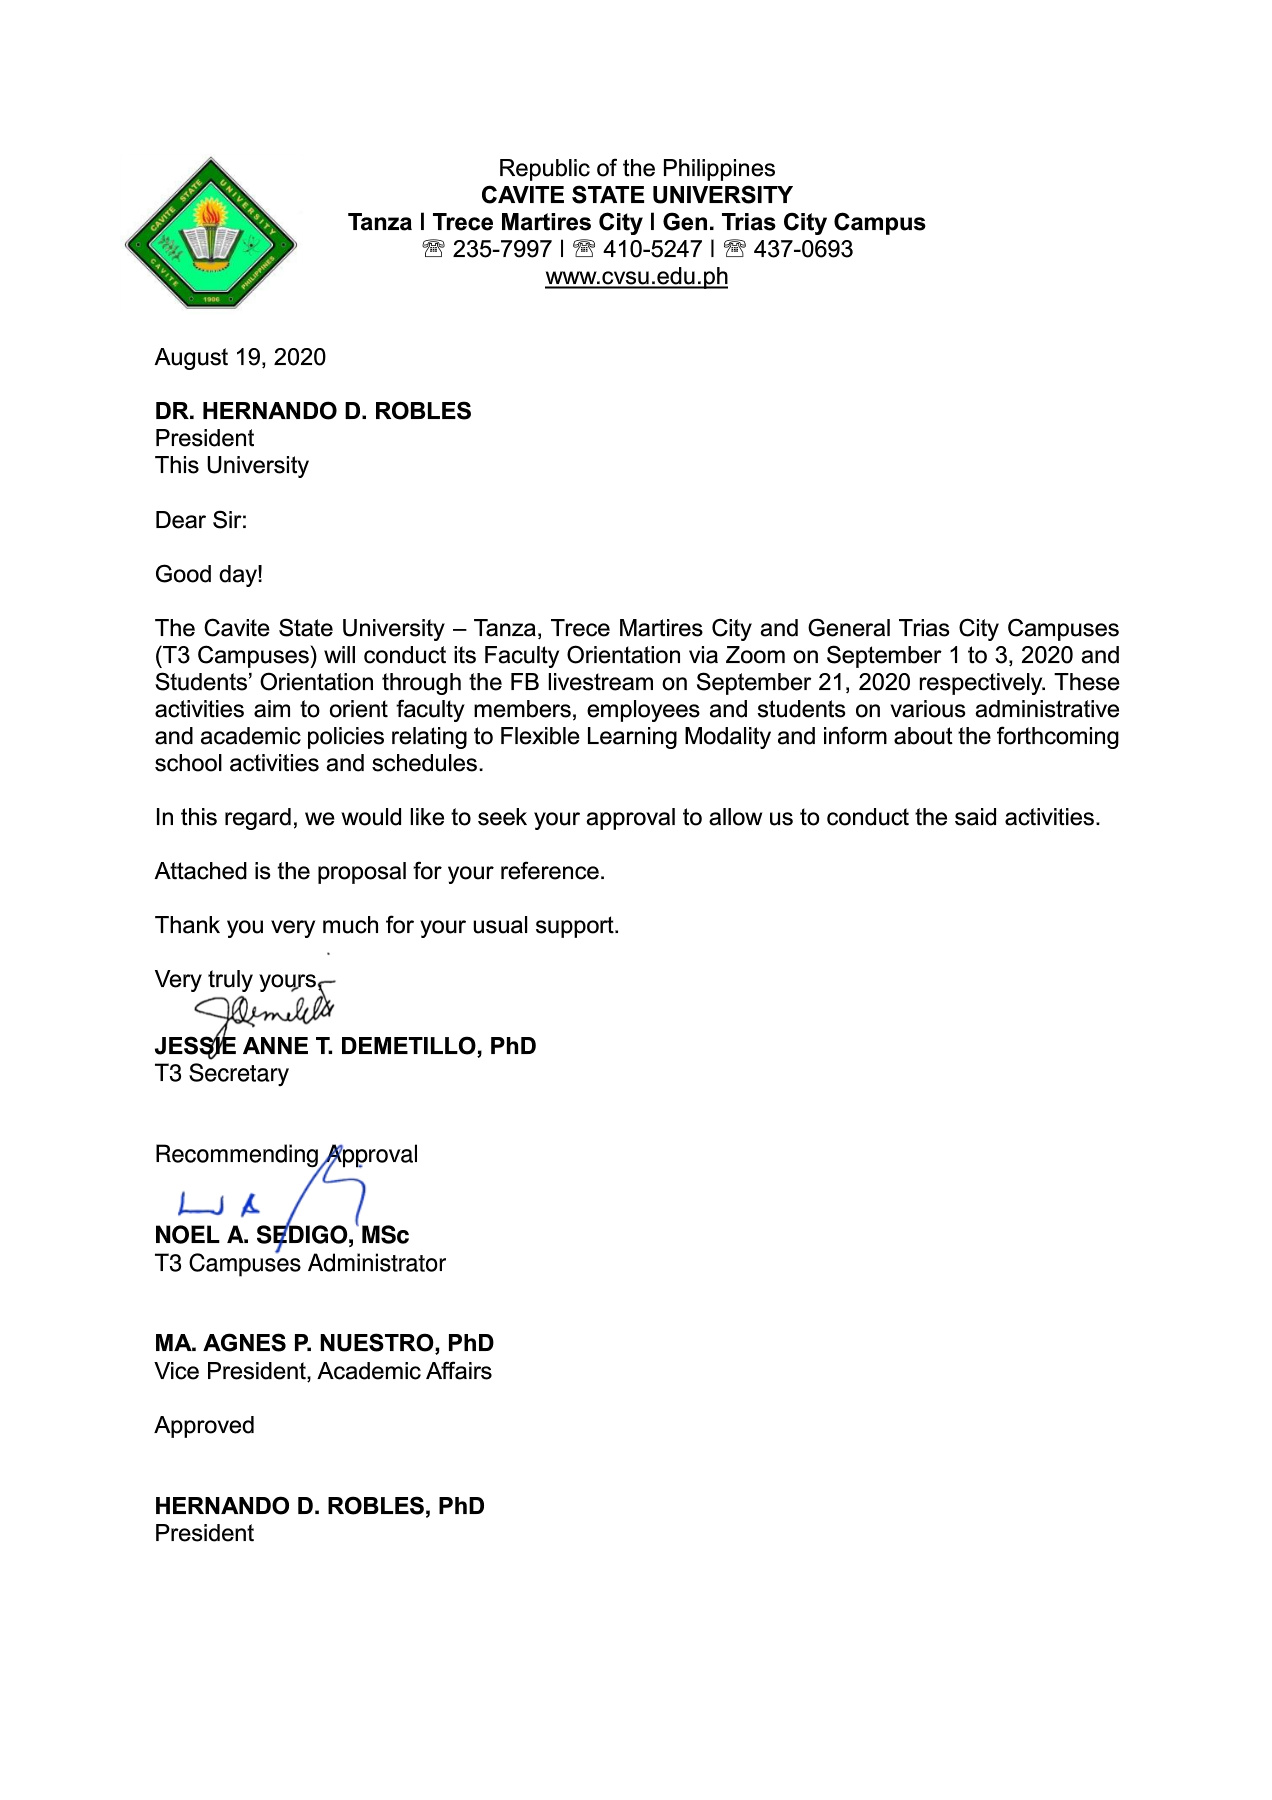 Republic of the Philippines
CAVITE STATE UNIVERSITY
Tanza | Trece Martires City | Gen. Trias City Campus
☏ 235-7997 | ☏ 410-5247 | ☏ 437-0693
www.cvsu.edu.ph
CAVITE STATE UNIVERSITY
CAVITE 1906 PHILIPPINES
August 19, 2020
DR. HERNANDO D. ROBLES
President
This University
Dear Sir:
Good day!
The Cavite State University – Tanza, Trece Martires City and General Trias City Campuses
(T3 Campuses) will conduct its Faculty Orientation via Zoom on September 1 to 3, 2020 and
Students’ Orientation through the FB livestream on September 21, 2020 respectively. These
activities aim to orient faculty members, employees and students on various administrative
and academic policies relating to Flexible Learning Modality and inform about the forthcoming
school activities and schedules.
In this regard, we would like to seek your approval to allow us to conduct the said activities.
Attached is the proposal for your reference.
Thank you very much for your usual support.
Very truly yours,
JESSIE ANNE T. DEMETILLO, PhD
T3 Secretary
Recommending Approval
NOEL A. SEDIGO, MSc
T3 Campuses Administrator
MA. AGNES P. NUESTRO, PhD
Vice President, Academic Affairs
Approved
HERNANDO D. ROBLES, PhD
President